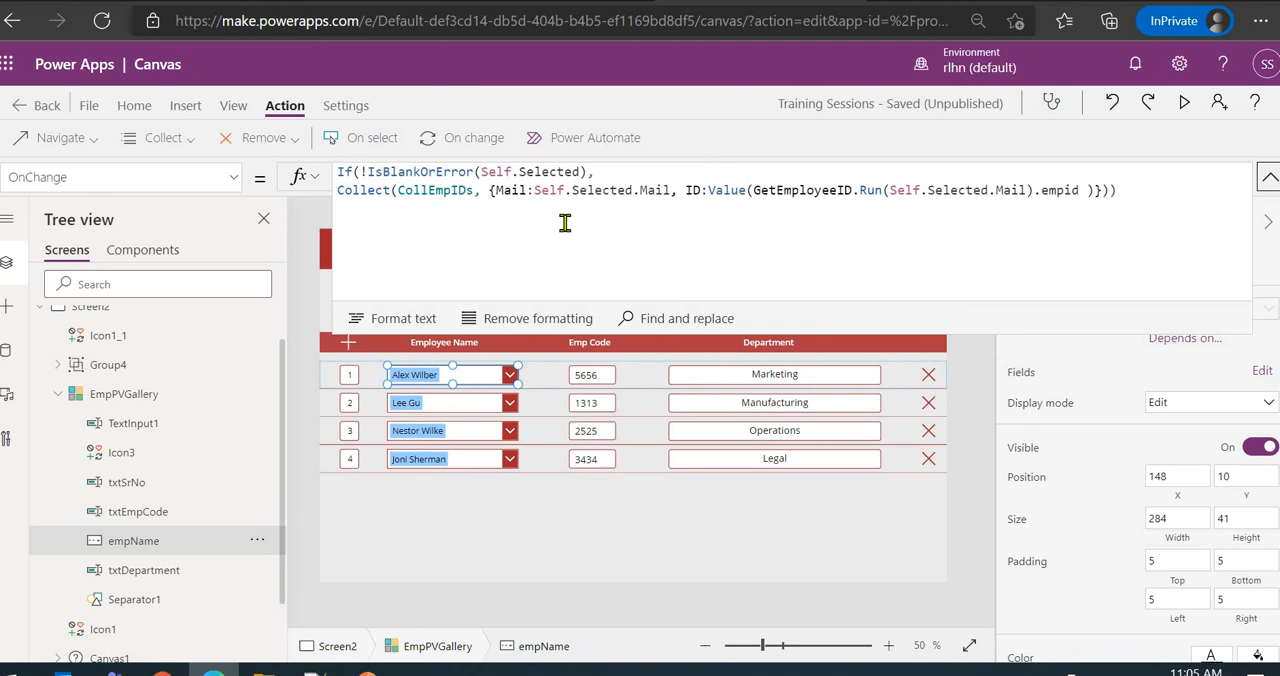 https://make.powerapps.com/e/Default-def3cd14-db5d-404b-b4b5-ef1169bd8df5/canvas/?action=edit&app-id=%2Fpro...
InPrivate
Power Apps | Canvas
Environment
rlhn (default)
SS
Back
File
Home
Insert
View
Action
Settings
Training Sessions - Saved (Unpublished)
Navigate
Collect
Remove
On select
On change
Power Automate
OnChange
=
fx
If(!IsBlankOrError(Self.Selected),
Collect(CollEmpIDs, {Mail:Self.Selected.Mail, ID:Value(GetEmployeeID.Run(Self.Selected.Mail).empid )}))
Format text
Remove formatting
Find and replace
Tree view
Screens
Components
Search
Screen2
Icon1_1
Group4
EmpPVGallery
TextInput1
Icon3
txtSrNo
txtEmpCode
empName
txtDepartment
Separator1
Icon1
Canvas1
Employee Name
Emp Code
Department
1
Alex Wilber
5656
Marketing
2
Lee Gu
1313
Manufacturing
3
Nestor Wilke
2525
Operations
4
Joni Sherman
3434
Legal
Depends on...
Fields
Edit
Display mode
Edit
Visible
On
Position
148
10
X
Y
Size
284
41
Width
Height
Padding
5
5
Top
Bottom
5
5
Left
Right
Color
Screen2
EmpPVGallery
empName
50 %
11:05 AM